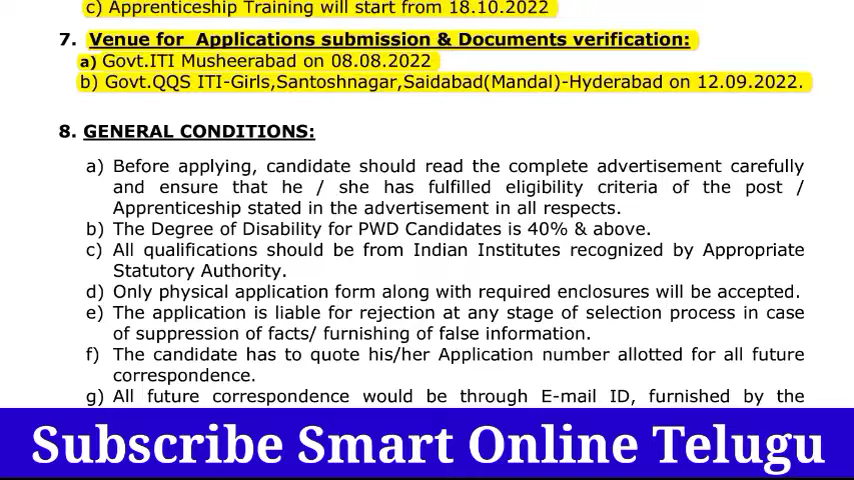 c) Apprenticeship Training will start from 18.10.2022
7. Venue for Applications submission & Documents verification:
a) Govt.ITI Musheerabad on 08.08.2022
b) Govt.QQS ITI-Girls,Santoshnagar,Saidabad(Mandal)-Hyderabad on 12.09.2022.
8. GENERAL CONDITIONS:
a) Before applying, candidate should read the complete advertisement carefully
and ensure that he / she has fulfilled eligibility criteria of the post /
Apprenticeship stated in the advertisement in all respects.
b) The Degree of Disability for PWD Candidates is 40% & above.
c) All qualifications should be from Indian Institutes recognized by Appropriate
Statutory Authority.
d) Only physical application form along with required enclosures will be accepted.
e) The application is liable for rejection at any stage of selection process in case
of suppression of facts/ furnishing of false information.
f) The candidate has to quote his/her Application number allotted for all future
correspondence.
g) All future correspondence would be through E-mail ID, furnished by the
Subscribe Smart Online Telugu